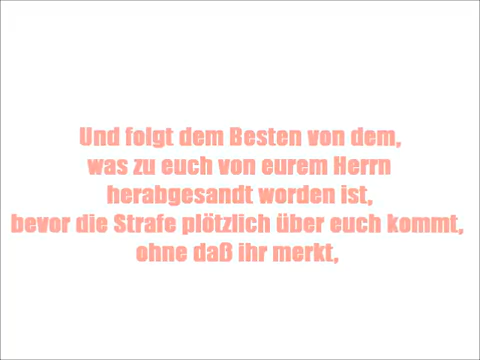 Und folgt dem Besten von dem,
was zu euch von eurem Herrn
herabgesandt worden ist,
bevor die Strafe plötzlich über euch kommt,
ohne daß ihr merkt,